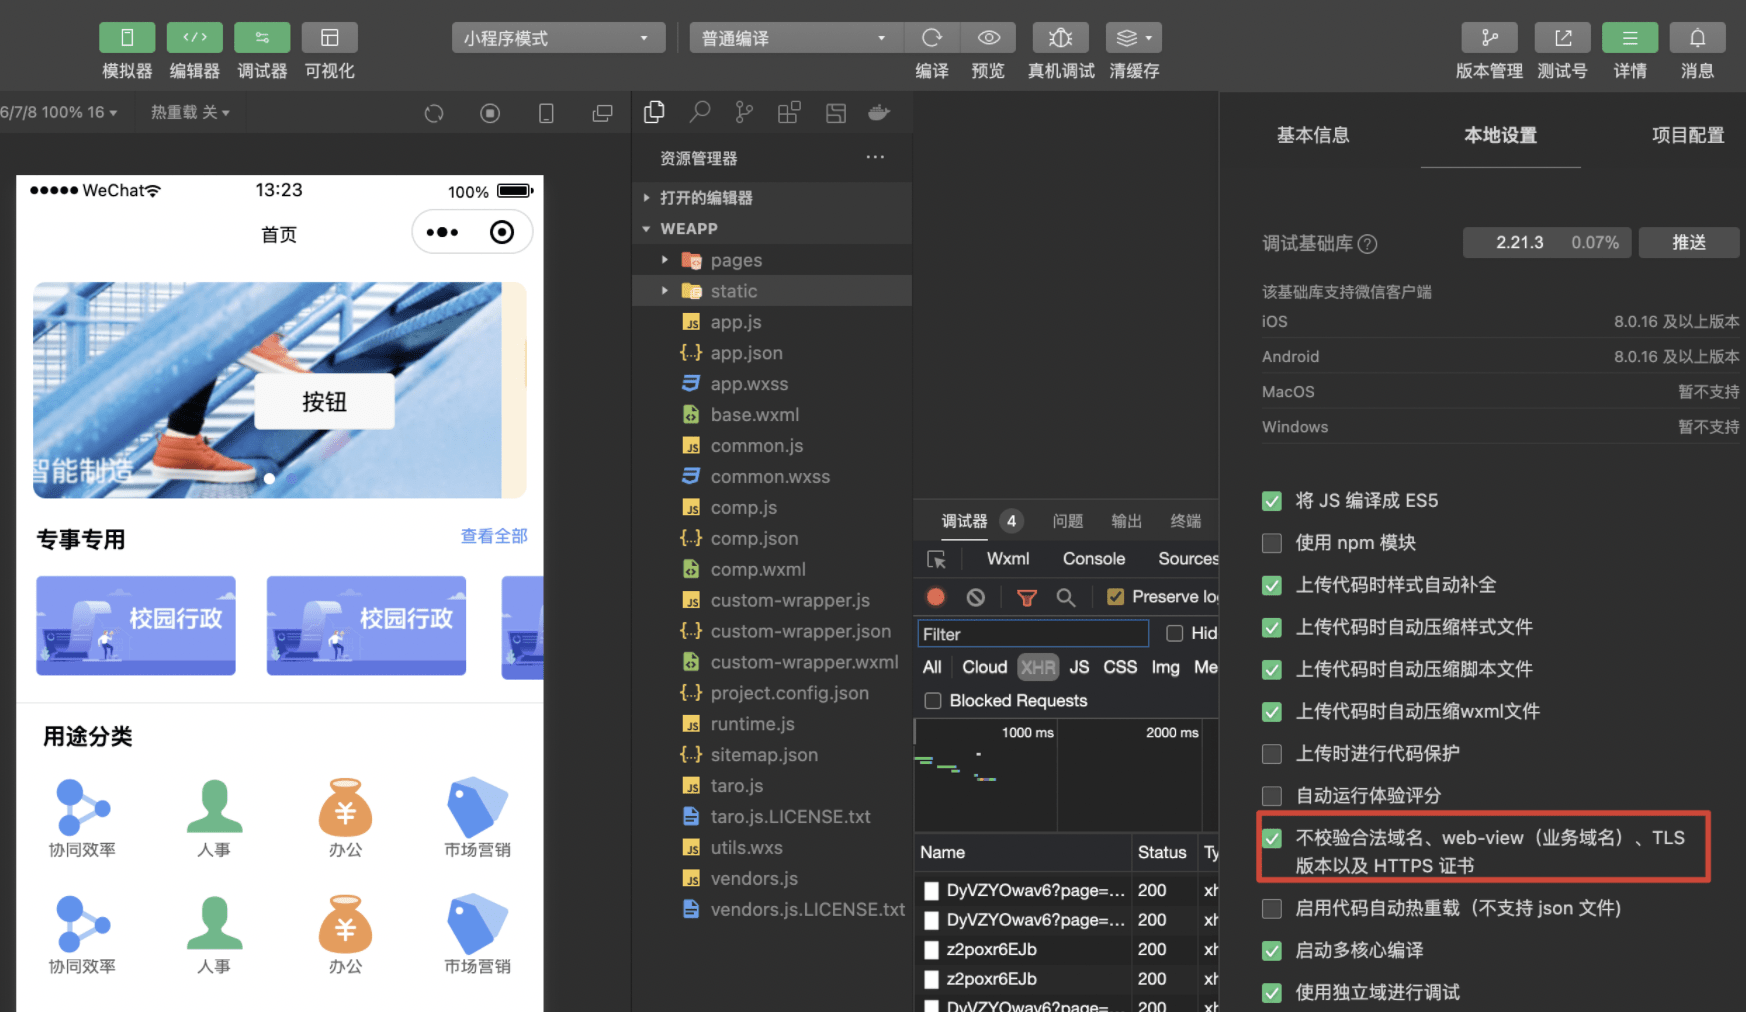 模拟器 编辑器 调试器 可视化
小程序模式
普通编译
编译 预览 真机调试 清缓存
版本管理 测试号 详情 消息
6/7/8 100% 16
热重载 关
WeChat
13:23
100%
首页
按钮
智能制造
专事专用
查看全部
校园行政
校园行政
用途分类
协同效率 人事 办公 市场营销
协同效率 人事 办公 市场营销
资源管理器
打开的编辑器
WEAPP
pages
static
app.js
app.json
app.wxss
base.wxml
common.js
common.wxss
comp.js
comp.json
comp.wxml
custom-wrapper.js
custom-wrapper.json
custom-wrapper.wxml
project.config.json
runtime.js
sitemap.json
taro.js
taro.js.LICENSE.txt
utils.wxs
vendors.js
vendors.js.LICENSE.txt
调试器 4 问题 输出 终端
Wxml Console Sources
Preserve log
Filter
Hid
All Cloud XHR JS CSS Img Me
Blocked Requests
1000 ms 2000 ms
Name Status Ty
DyVZYOwav6?page=... 200 xh
DyVZYOwav6?page=... 200 xh
z2poxr6EJb 200 xh
z2poxr6EJb 200 xh
DyVZYOwav6?page=... 200 xh
基本信息 本地设置 项目配置
调试基础库 ? 2.21.3 0.07% 推送
该基础库支持微信客户端
iOS 8.0.16 及以上版本
Android 8.0.16 及以上版本
MacOS 暂不支持
Windows 暂不支持
将 JS 编译成 ES5
使用 npm 模块
上传代码时样式自动补全
上传代码时自动压缩样式文件
上传代码时自动压缩脚本文件
上传代码时自动压缩wxml文件
上传时进行代码保护
自动运行体验评分
不校验合法域名、web-view（业务域名）、TLS
版本以及 HTTPS 证书
启用代码自动热重载（不支持 json 文件)
启动多核心编译
使用独立域进行调试